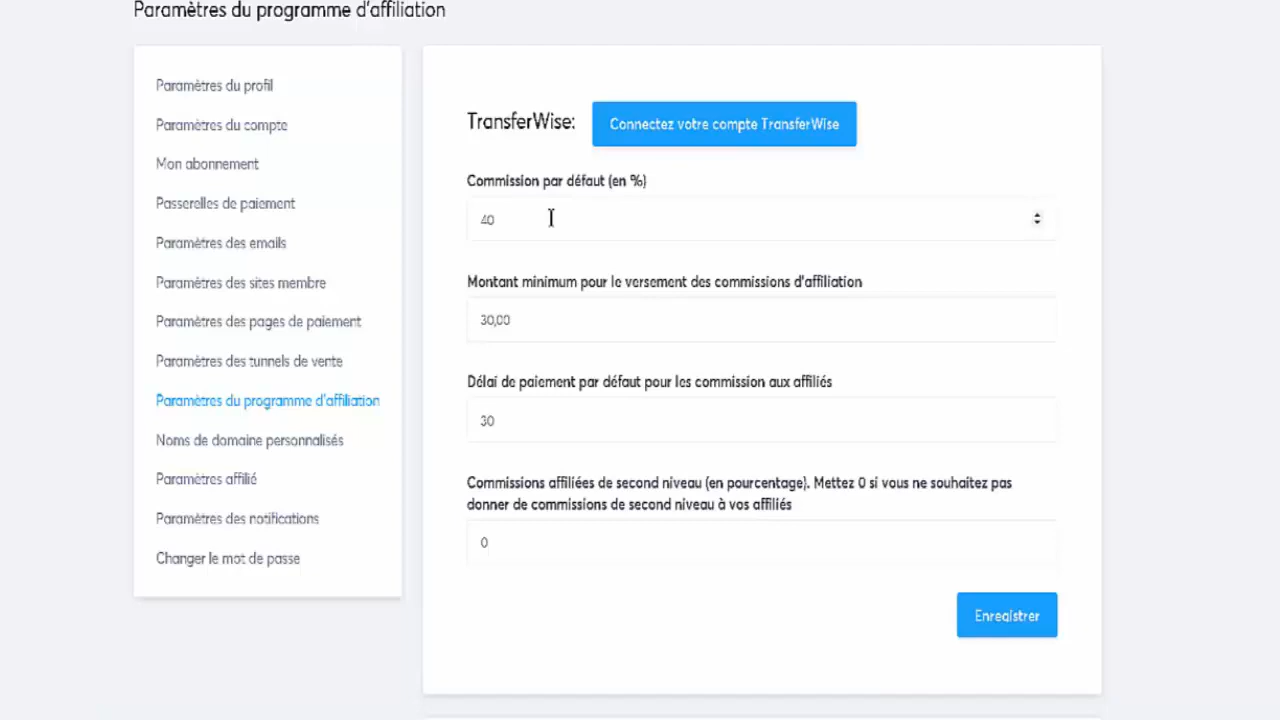 Paramètres du programme d'affiliation
Paramètres du profil
Paramètres du compte
Mon abonnement
Passerelles de paiement
Paramètres des emails
Paramètres des sites membre
Paramètres des pages de paiement
Paramètres des tunnels de vente
Paramètres du programme d'affiliation
Noms de domaine personnalisés
Paramètres affilié
Paramètres des notifications
Changer le mot de passe
TransferWise:
Connectez votre compte TransferWise
Commission par défaut (en %)
40
Montant minimum pour le versement des commissions d'affiliation
30,00
Délai de paiement par défaut pour les commission aux affiliés
30
Commissions affiliées de second niveau (en pourcentage). Mettez 0 si vous ne souhaitez pas
donner de commissions de second niveau à vos affiliés
0
Enregistrer